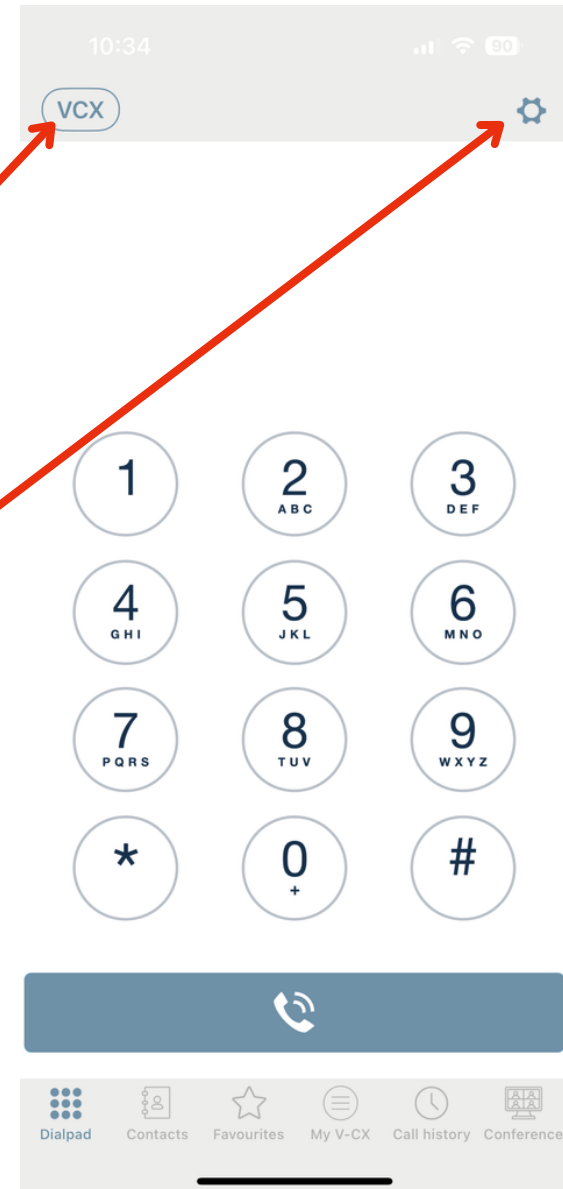 10:34 90
VCX
1 2 3
ABC DEF
4 5 6
GHI JKL MNO
7 8 9
PQRS TUV WXYZ
* 0 #
+
Dialpad Contacts Favourites My V-CX Call history Conference